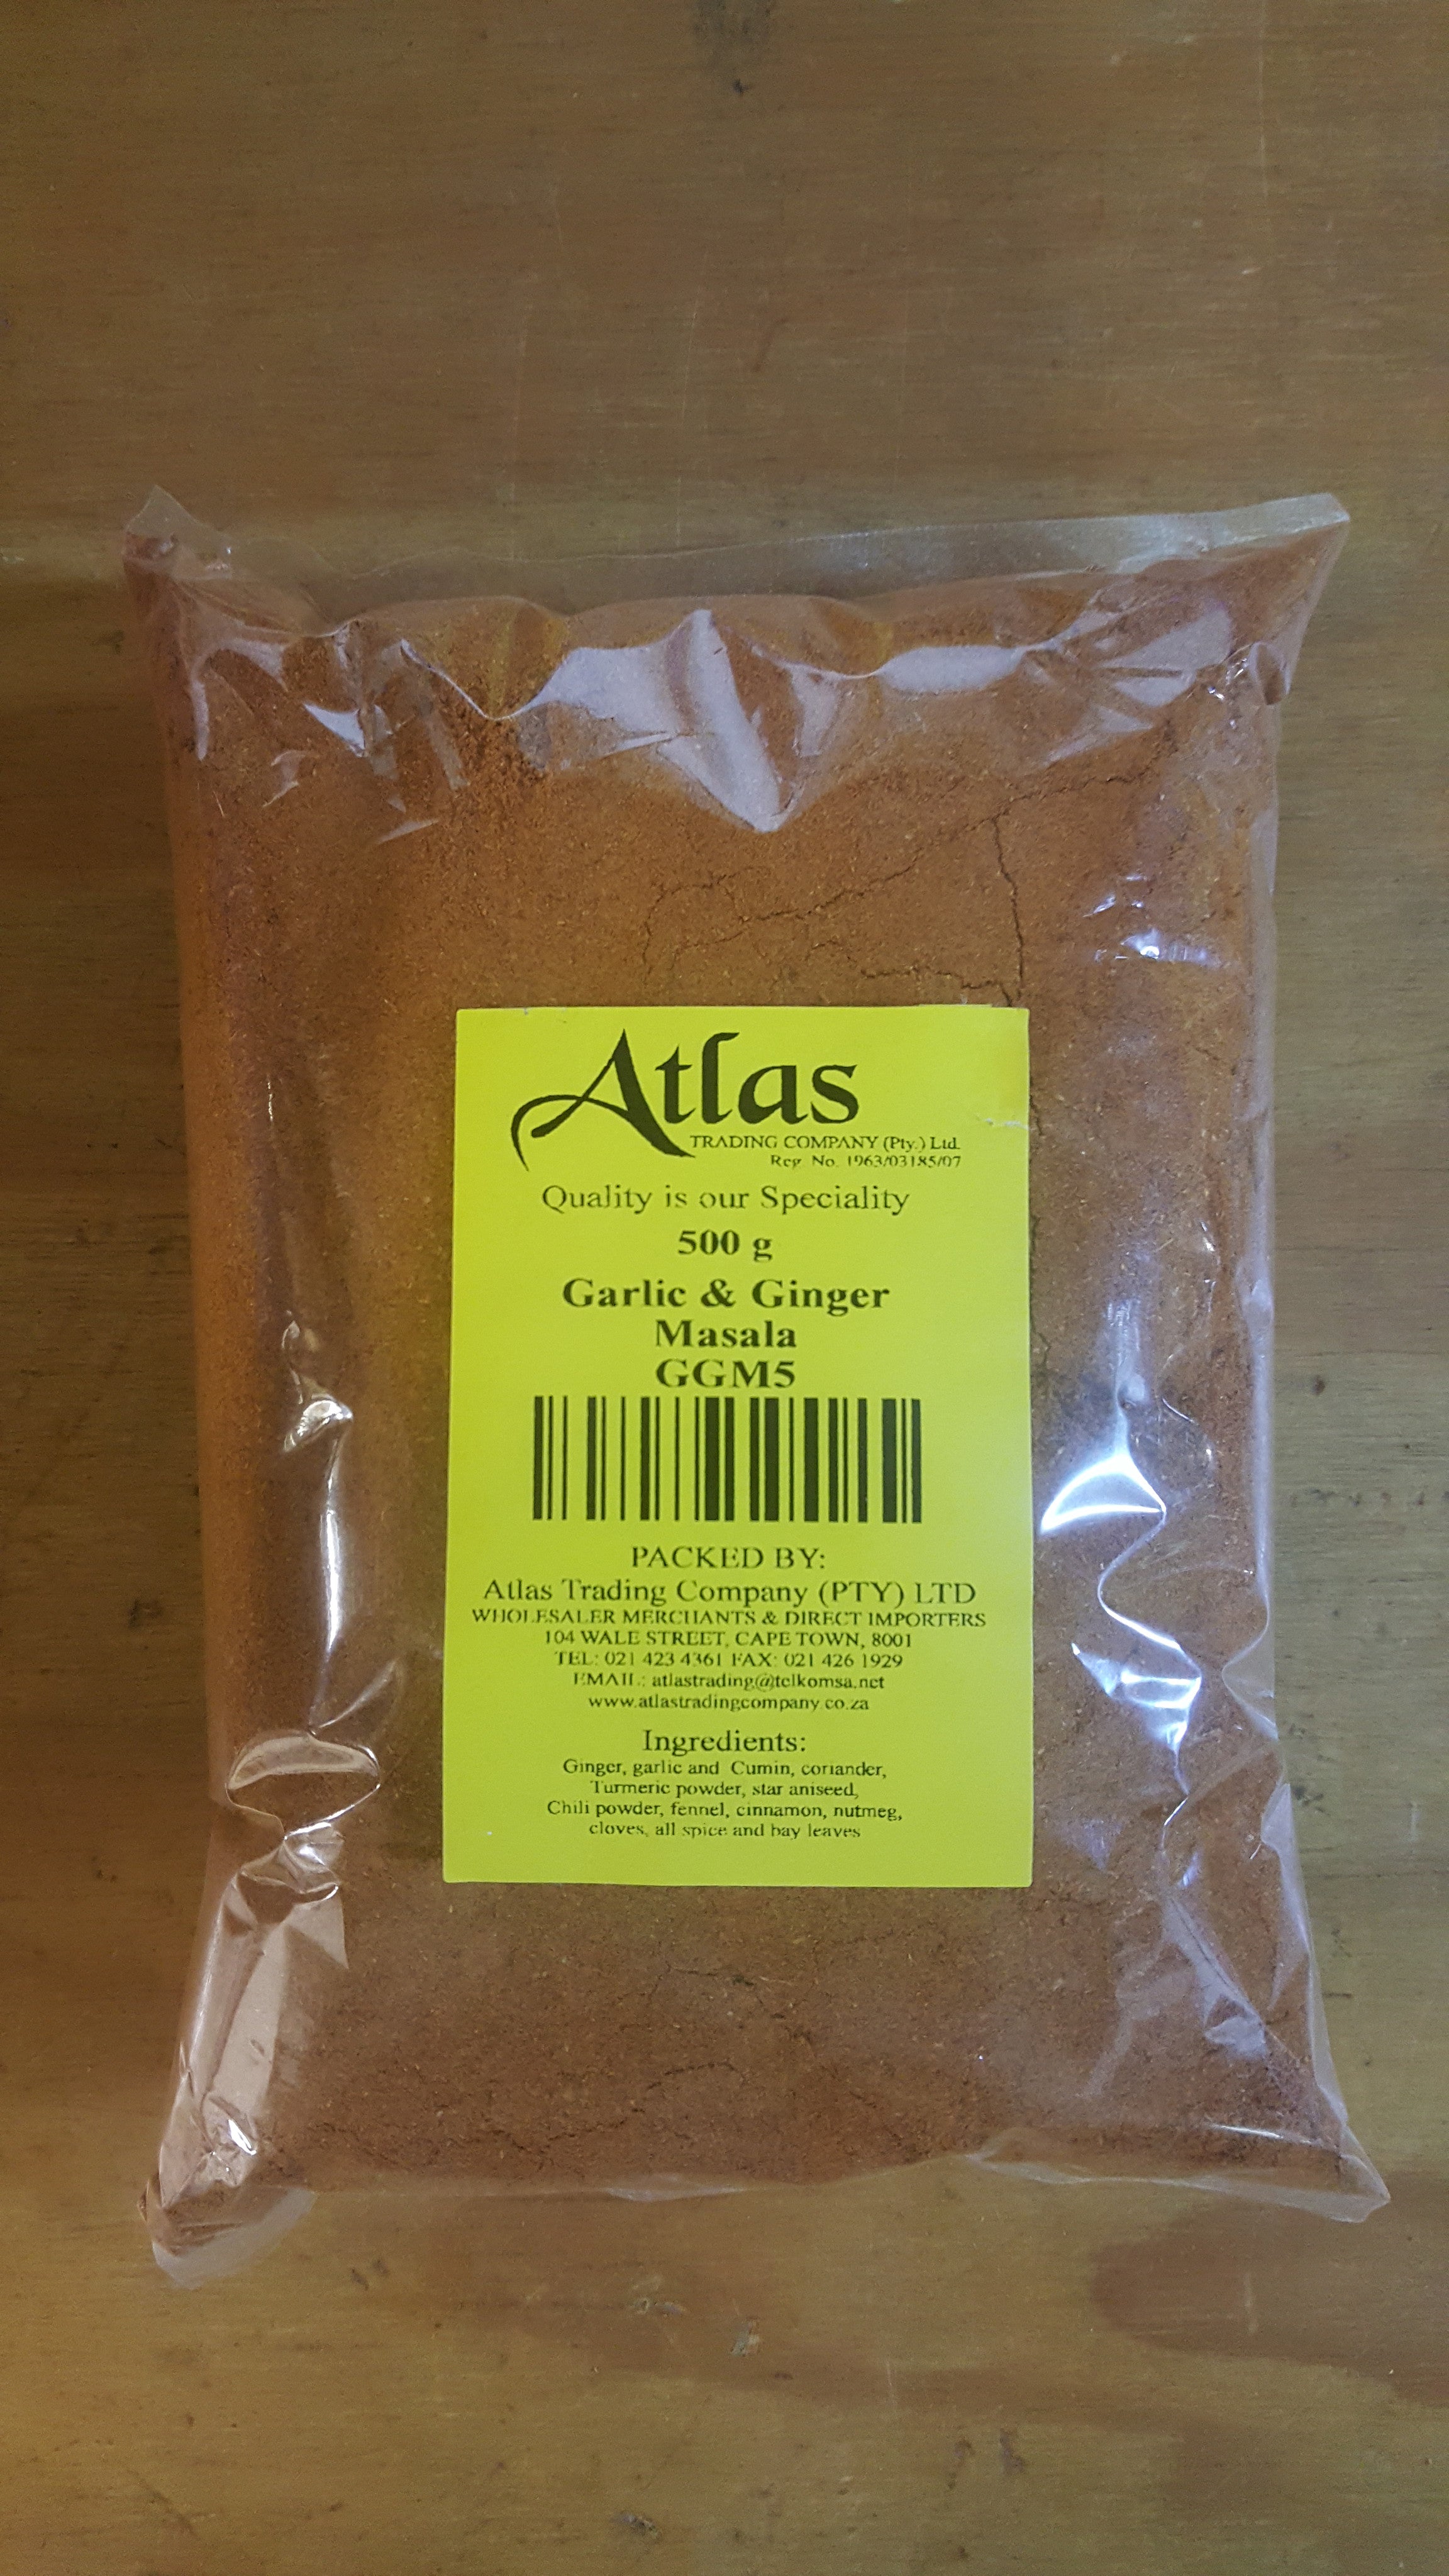 Atlas
TRADING COMPANY (Pty.) Ltd.
Reg. No. 1963/03185/07
Quality is our Speciality
500 g
Garlic & Ginger
Masala
GGM5
PACKED BY:
Atlas Trading Company (PTY) LTD
WHOLESALER MERCHANTS & DIRECT IMPORTERS
104 WALE STREET, CAPE TOWN, 8001
TEL: 021 423 4361 FAX: 021 426 1929
EMAIL: atlastrading@telkomsa.net
www.atlastradingcompany.co.za
Ingredients:
Ginger, garlic and Cumin, coriander,
Turmeric powder, star aniseed,
Chili powder, fennel, cinnamon, nutmeg,
cloves, all spice and bay leaves